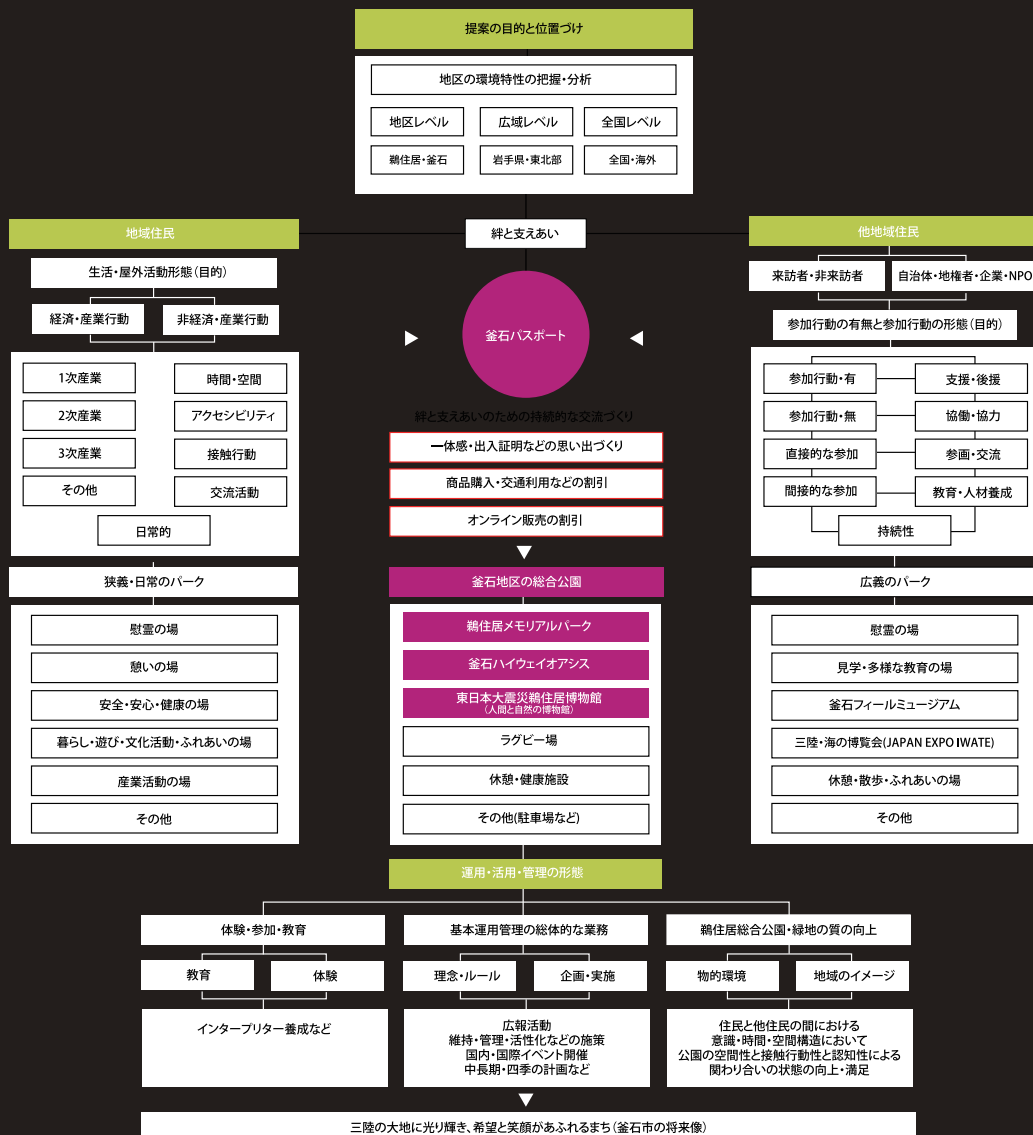 提案の目的と位置づけ
地区の環境特性の把握・分析
地区レベル
広域レベル
全国レベル
鵜住居・釜石
岩手県・東北部
全国・海外
絆と支えあい
地域住民
生活・屋外活動形態(目的)
経済・産業行動
非経済・産業行動
1次産業
時間・空間
2次産業
アクセシビリティ
3次産業
接触行動
その他
交流活動
日常的
狭義・日常のパーク
慰霊の場
憩いの場
安全・安心・健康の場
暮らし・遊び・文化活動・ふれあいの場
産業活動の場
その他
釜石パスポート
絆と支えあいのための持続的な交流づくり
一体感・出入証明などの思い出づくり
商品購入・交通利用などの割引
オンライン販売の割引
釜石地区の総合公園
鵜住居メモリアルパーク
釜石ハイウェイオアシス
東日本大震災鵜住居博物館
(人間と自然の博物館)
ラグビー場
休憩・健康施設
その他(駐車場など)
他地域住民
来訪者・非来訪者
自治体・地権者・企業・NPO
参加行動の有無と参加行動の形態(目的)
参加行動・有
支援・後援
参加行動・無
協働・協力
直接的な参加
参画・交流
間接的な参加
教育・人材養成
持続性
広義のパーク
慰霊の場
見学・多様な教育の場
釜石フィールミュージアム
三陸・海の博覧会(JAPAN EXPO IWATE)
休憩・散歩・ふれあいの場
その他
運用・活用・管理の形態
体験・参加・教育
教育
体験
インタープリター養成など
基本運用管理の総体的な業務
理念・ルール
企画・実施
広報活動
維持・管理・活性化などの施策
国内・国際イベント開催
中長期・四季の計画など
鵜住居総合公園・緑地の質の向上
物的環境
地域のイメージ
住民と他住民の間における
意識・時間・空間構造において
公園の空間性と接触行動性と認知性による
関わり合いの状態の向上・満足
三陸の大地に光り輝き、希望と笑顔があふれるまち(釜石市の将来像)